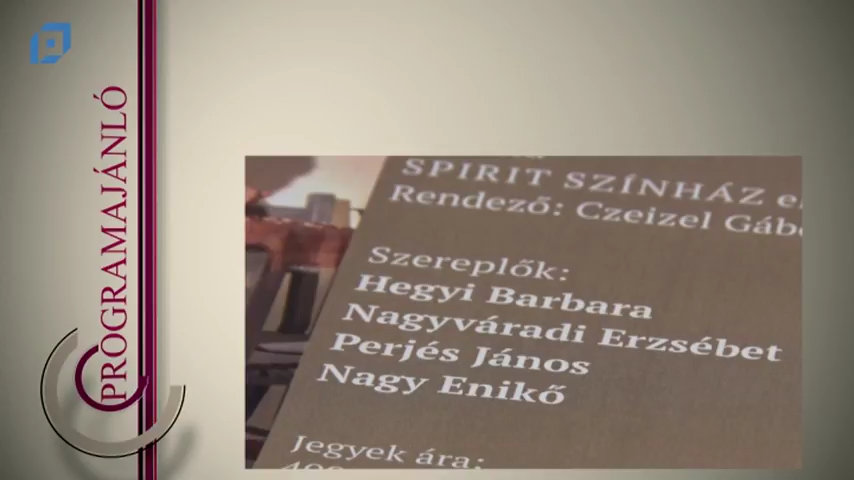 PROGRAMAJÁNLÓ
SPIRIT SZÍNHÁZ
Rendező: Czeizel
Szereplők:
Hegyi Barbara
Nagyváradi Erzsébet
Perjés János
Nagy Enikő
Jegyek ára: